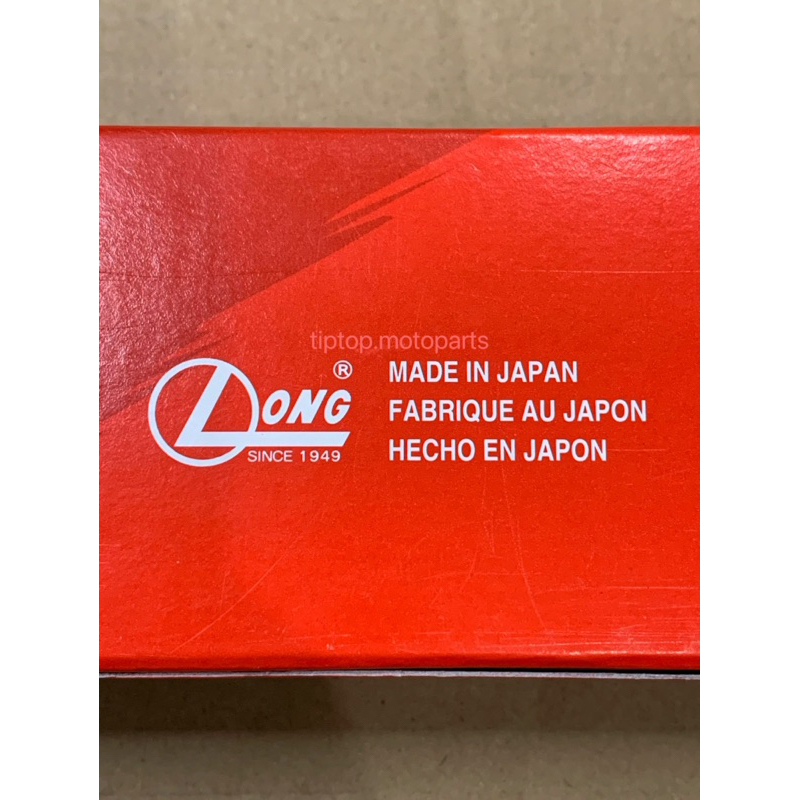 tiptop.motoparts
LONG ®
SINCE 1949
MADE IN JAPAN
FABRIQUE AU JAPON
HECHO EN JAPON